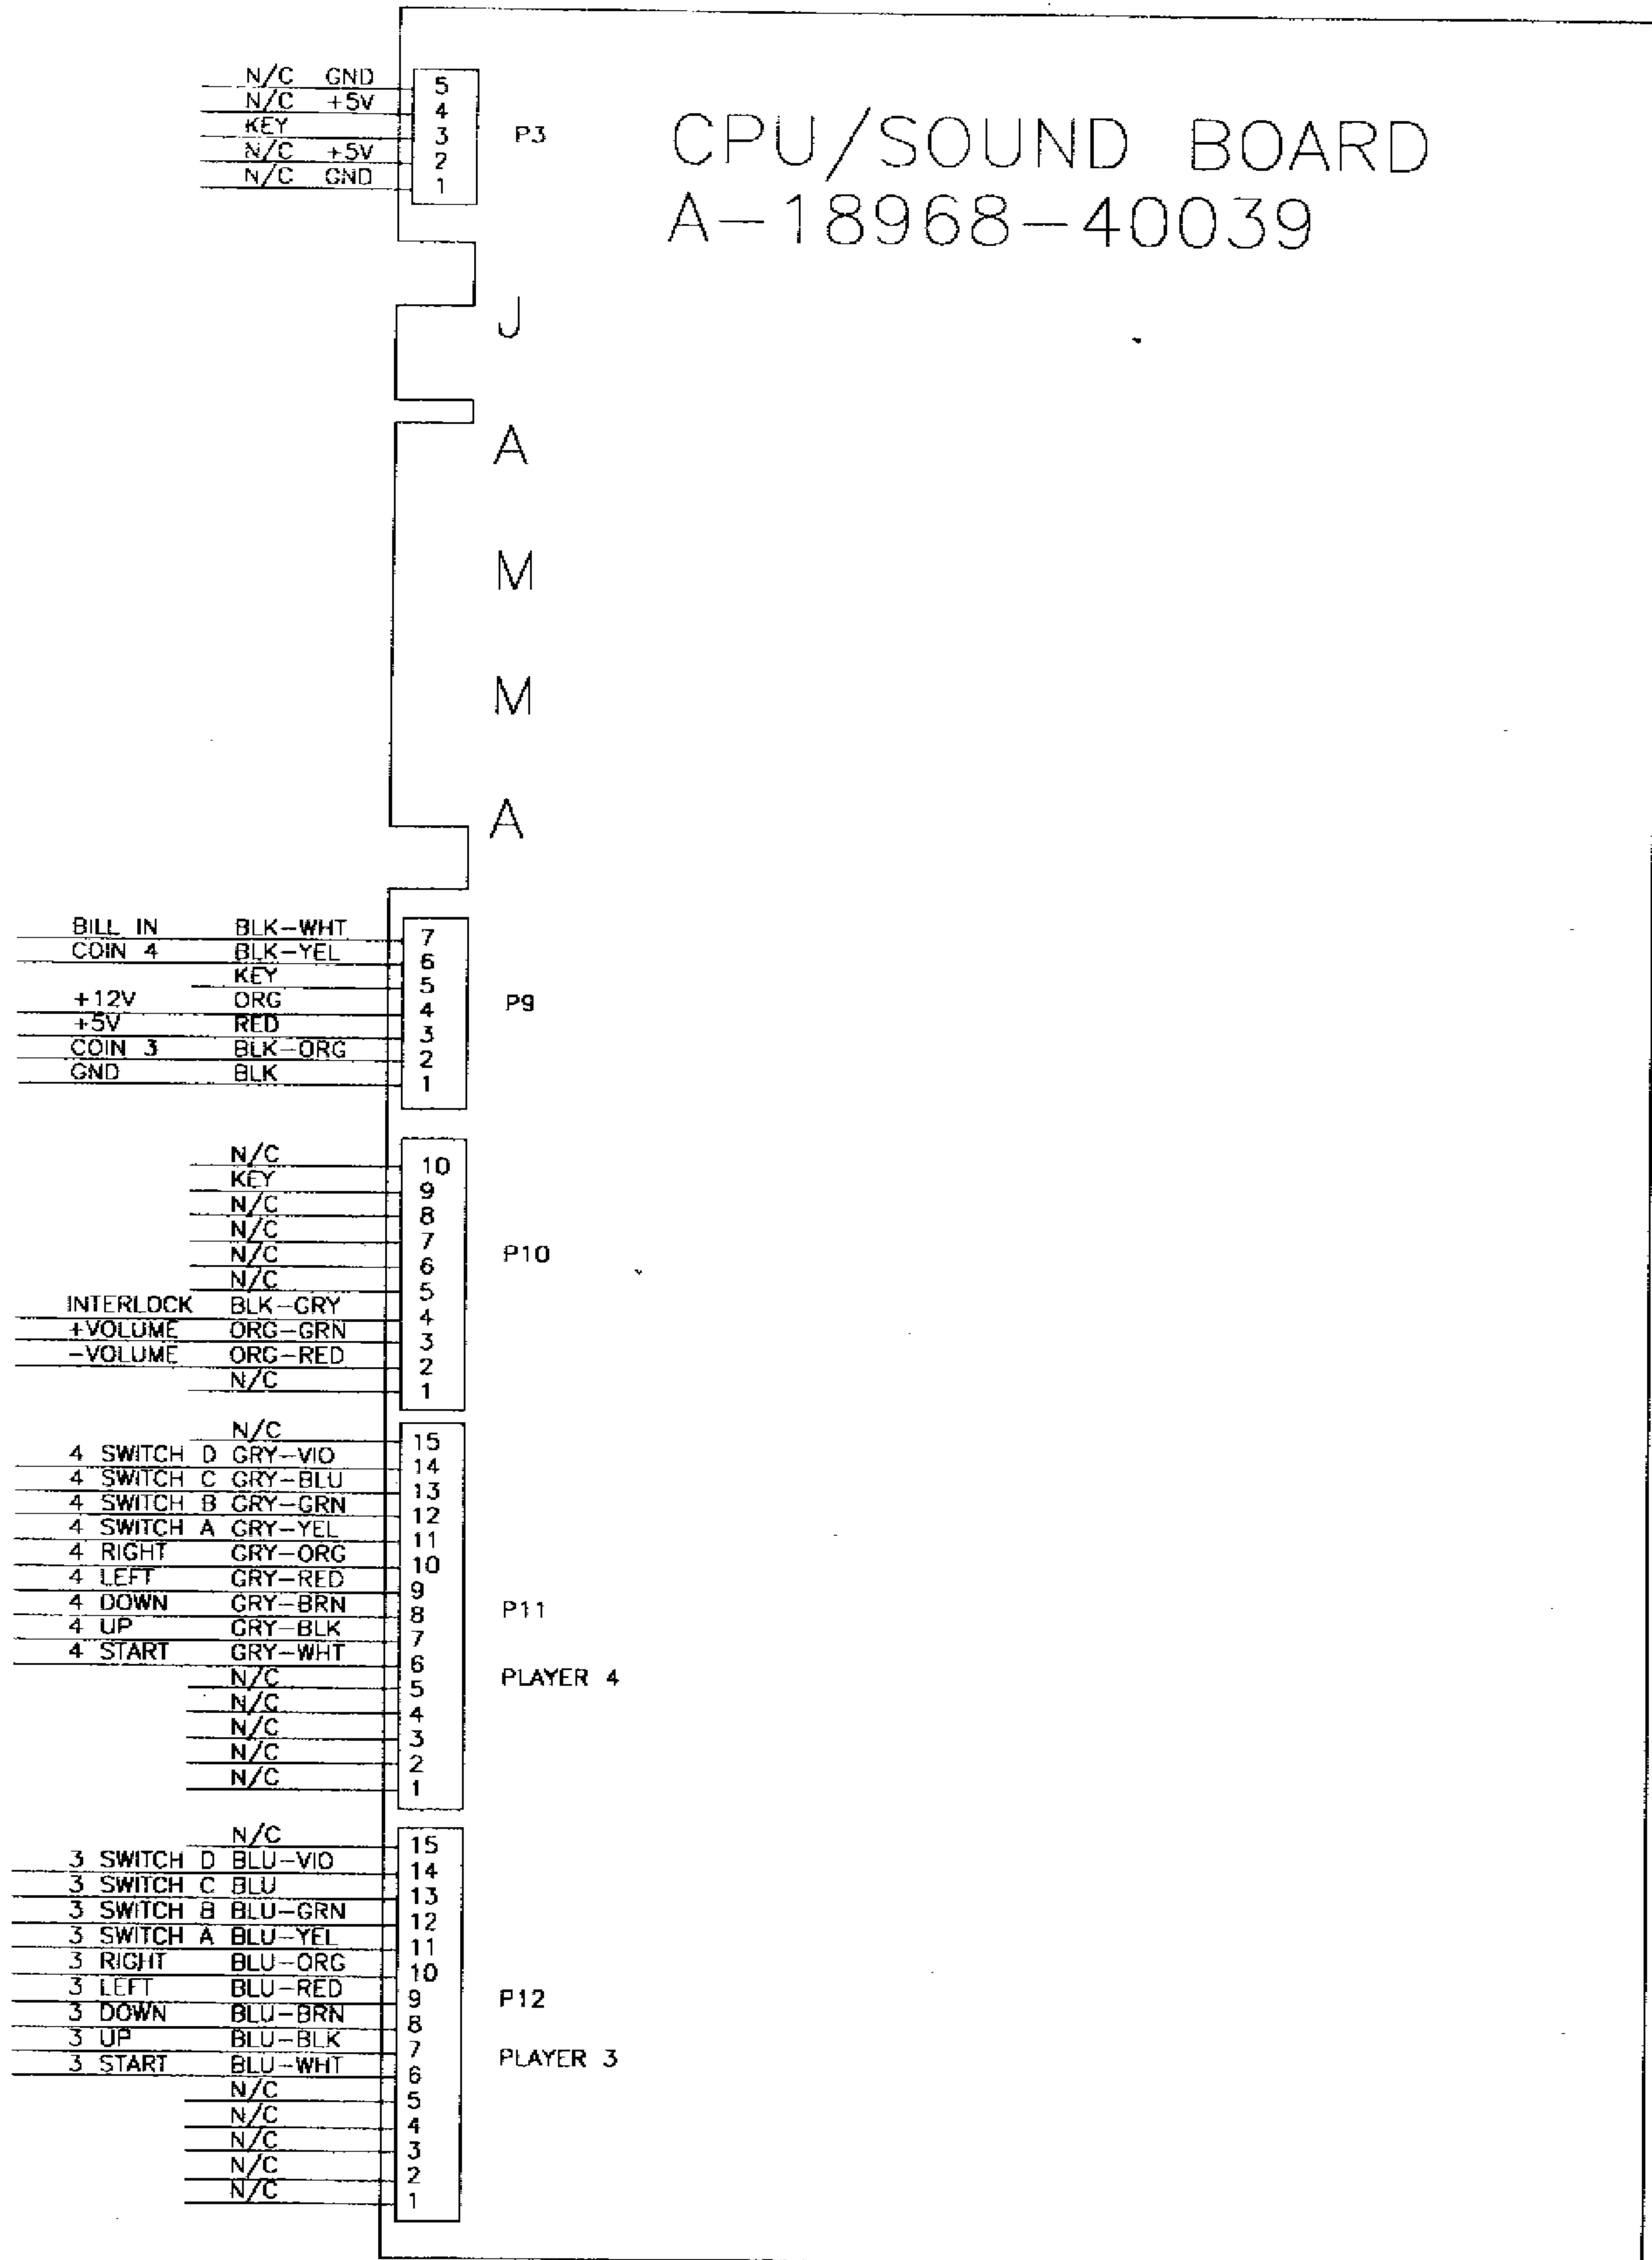 CPU/SOUND BOARD
A-18968-40039
N/C GND 5
N/C +5V 4
KEY 3
N/C +5V 2
N/C GND 1
P3
J
A
M
M
A
BILL IN BLK-WHT 7
COIN 4 BLK-YEL 6
KEY 5
+12V ORG 4
+5V RED 3
COIN 3 BLK-ORG 2
GND BLK 1
P9
N/C 10
KEY 9
N/C 8
N/C 7
N/C 6
N/C 5
INTERLOCK BLK-GRY 4
+VOLUME ORG-GRN 3
-VOLUME ORG-RED 2
N/C 1
P10
N/C 15
4 SWITCH D GRY-VIO 14
4 SWITCH C GRY-BLU 13
4 SWITCH B GRY-GRN 12
4 SWITCH A GRY-YEL 11
4 RIGHT GRY-ORG 10
4 LEFT GRY-RED 9
4 DOWN GRY-BRN 8
4 UP GRY-BLK 7
4 START GRY-WHT 6
N/C 5
N/C 4
N/C 3
N/C 2
N/C 1
P11
PLAYER 4
N/C 15
3 SWITCH D BLU-VIO 14
3 SWITCH C BLU 13
3 SWITCH B BLU-GRN 12
3 SWITCH A BLU-YEL 11
3 RIGHT BLU-ORG 10
3 LEFT BLU-RED 9
3 DOWN BLU-BRN 8
3 UP BLU-BLK 7
3 START BLU-WHT 6
N/C 5
N/C 4
N/C 3
N/C 2
N/C 1
P12
PLAYER 3